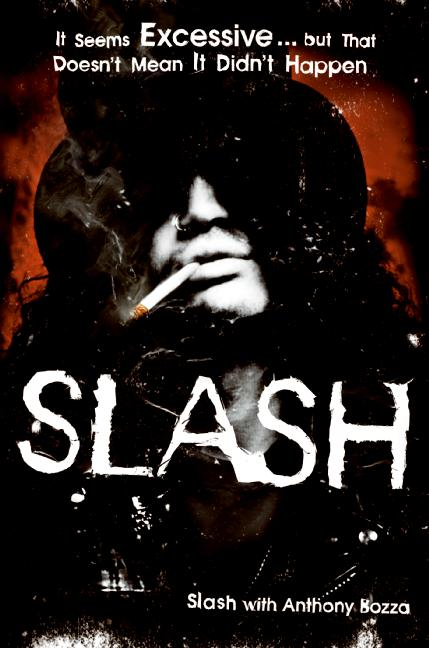 It Seems Excessive... but That
Doesn't Mean It Didn't Happen
SLASH
Slash with Anthony Bozza